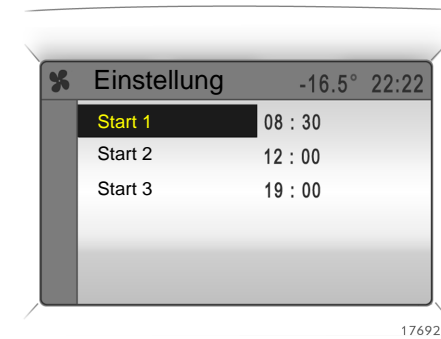 Einstellung -16.5° 22:22
Start 1 08 : 30
Start 2 12 : 00
Start 3 19 : 00
17692